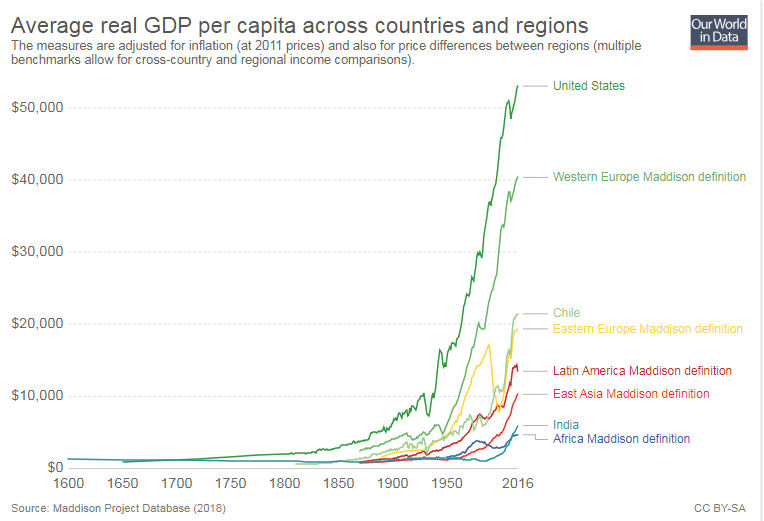 Average real GDP per capita across countries and regions
The measures are adjusted for inflation (at 2011 prices) and also for price differences between regions (multiple
benchmarks allow for cross-country and regional income comparisons).
Our World
in Data
$50,000
$40,000
$30,000
$20,000
$10,000
$0
United States
Western Europe Maddison definition
Chile
Eastern Europe Maddison definition
Latin America Maddison definition
East Asia Maddison definition
India
Africa Maddison definition
1600 1650 1700 1750 1800 1850 1900 1950 2016
Source: Maddison Project Database (2018)
CC BY-SA